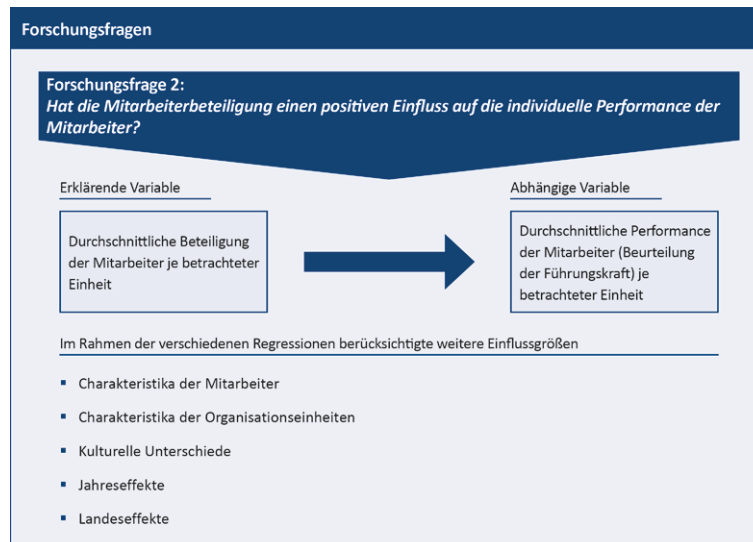 Forschungsfragen
Forschungsfrage 2:
Hat die Mitarbeiterbeteiligung einen positiven Einfluss auf die individuelle Performance der
Mitarbeiter?
Erklärende Variable
Durchschnittliche Beteiligung
der Mitarbeiter je betrachteter
Einheit
Abhängige Variable
Durchschnittliche Performance
der Mitarbeiter (Beurteilung
der Führungskraft) je
betrachteter Einheit
Im Rahmen der verschiedenen Regressionen berücksichtigte weitere Einflussgrößen
▪ Charakteristika der Mitarbeiter
▪ Charakteristika der Organisationseinheiten
▪ Kulturelle Unterschiede
▪ Jahreseffekte
▪ Landeseffekte